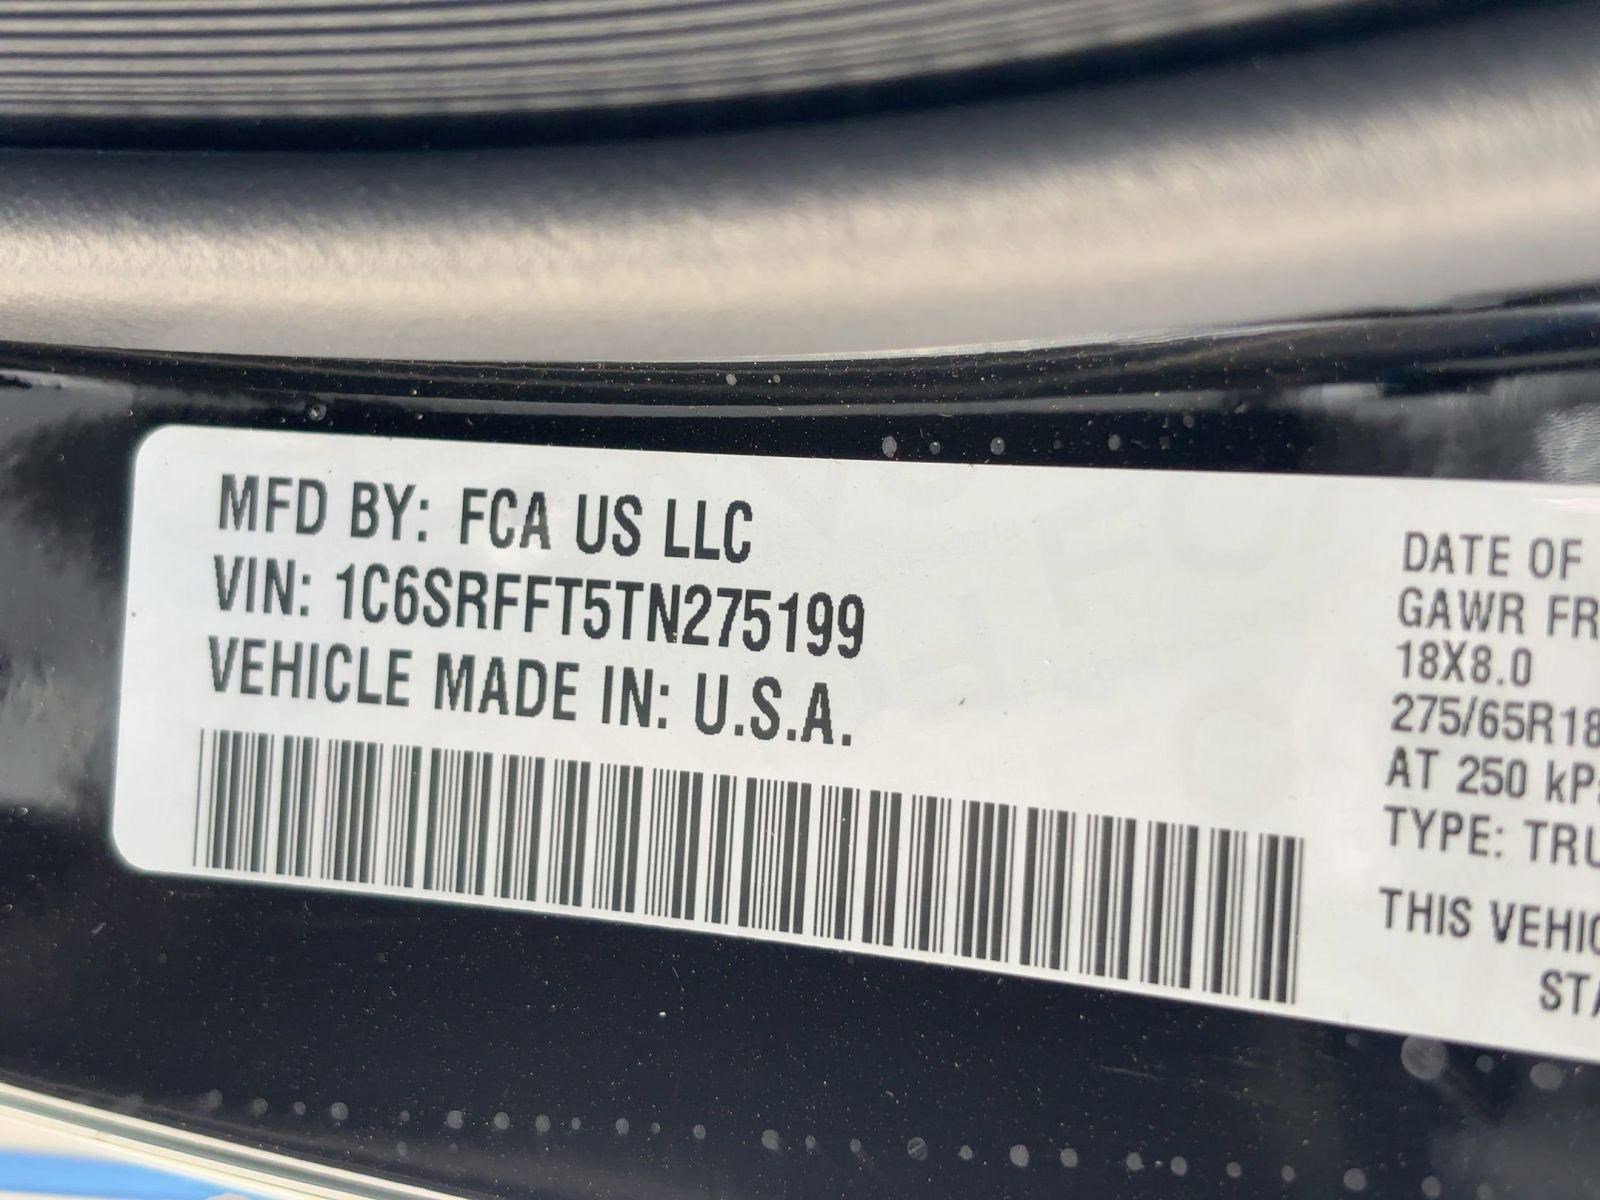 MFD BY: FCA US LLC
VIN: 1C6SRFFT5TN275199
VEHICLE MADE IN: U.S.A.
DATE OF
GAWR FR
18X8.0
275/65R18
AT 250 kPa
TYPE: TRU
THIS VEHIC
STA